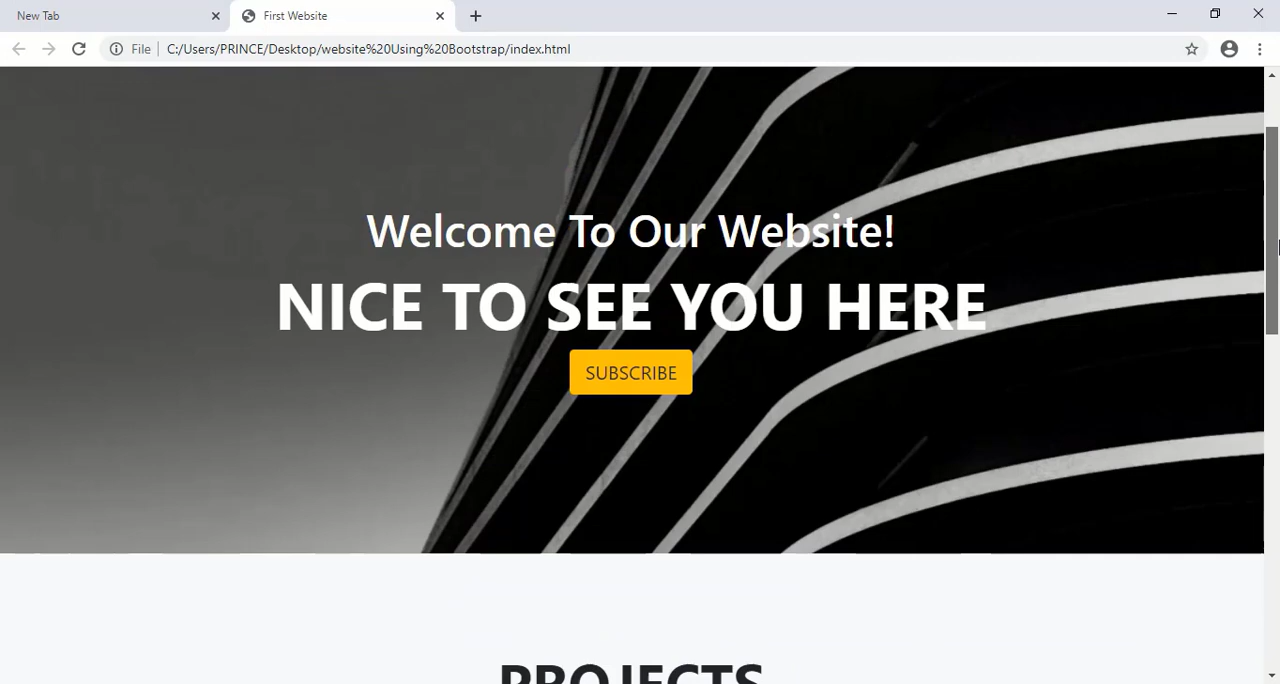 New Tab
First Website
File
C:/Users/PRINCE/Desktop/website%20Using%20Bootstrap/index.html
Welcome To Our Website!
NICE TO SEE YOU HERE
SUBSCRIBE
PROJECTS